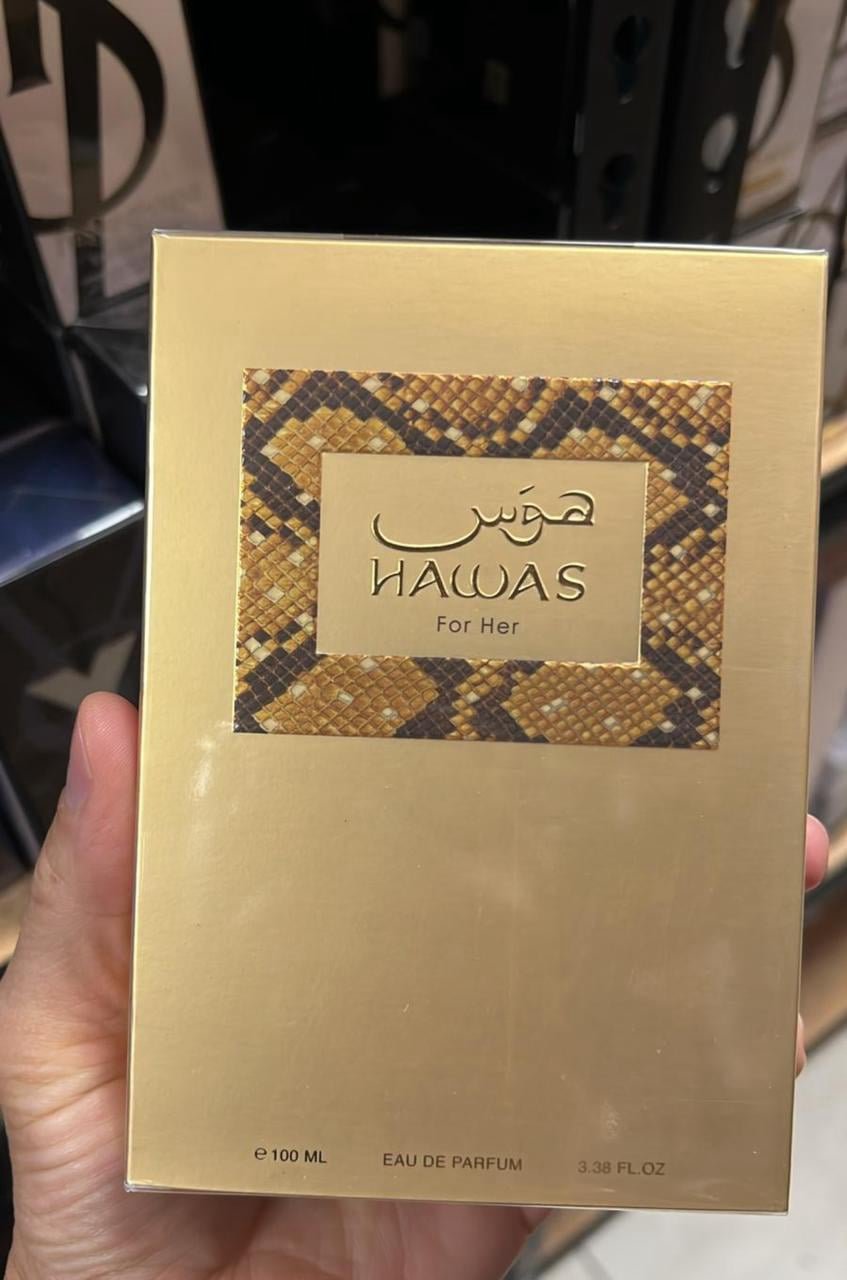 هوَس
HAWAS
For Her
℮100 ML EAU DE PARFUM 3.38 FL.OZ